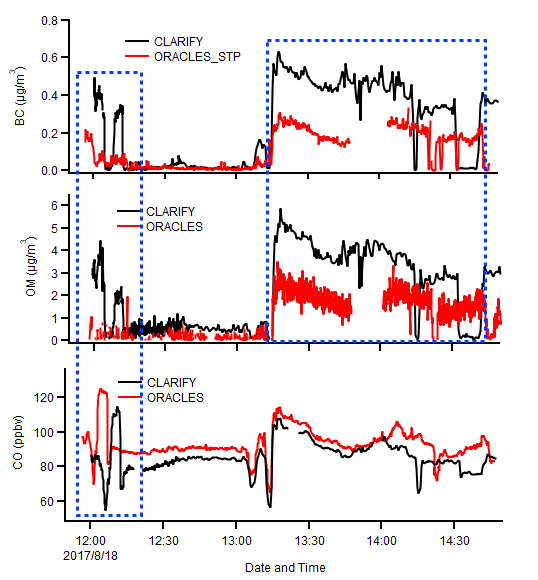 0.8
0.6
0.4
0.2
0.0
BC (µg/m³)
CLARIFY
ORACLES_STP
6
5
4
3
2
1
0
OM (µg/m³)
CLARIFY
ORACLES
120
100
80
60
CO (ppbv)
CLARIFY
ORACLES
12:00 12:30 13:00 13:30 14:00 14:30
2017/8/18
Date and Time